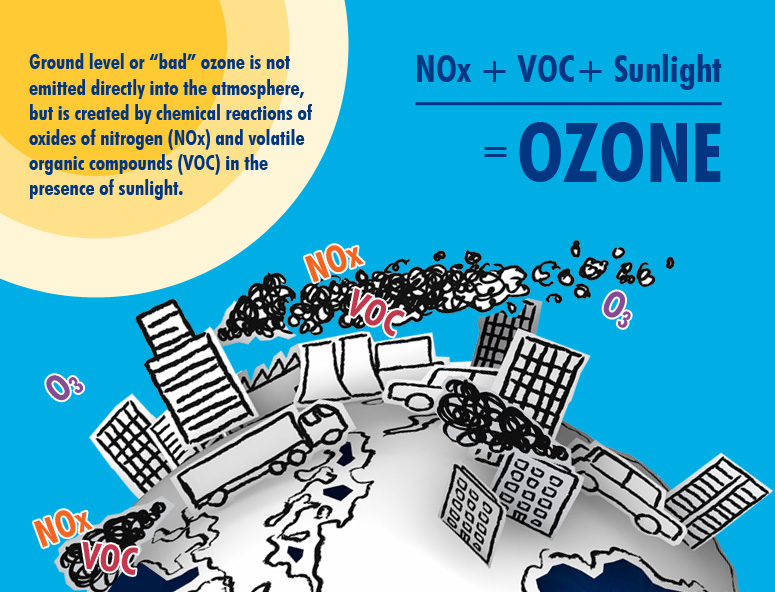 Ground level or “bad” ozone is not
emitted directly into the atmosphere,
but is created by chemical reactions of
oxides of nitrogen (NOx) and volatile
organic compounds (VOC) in the
presence of sunlight.
NOx + VOC+ Sunlight
= OZONE
NOx
VOC
O3
O3
NOx
VOC